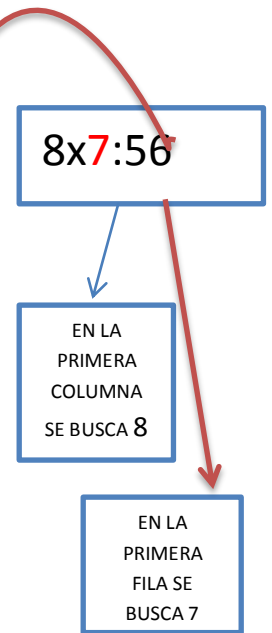 8x7:56
EN LA
PRIMERA
COLUMNA
SE BUSCA 8
EN LA
PRIMERA
FILA SE
BUSCA 7